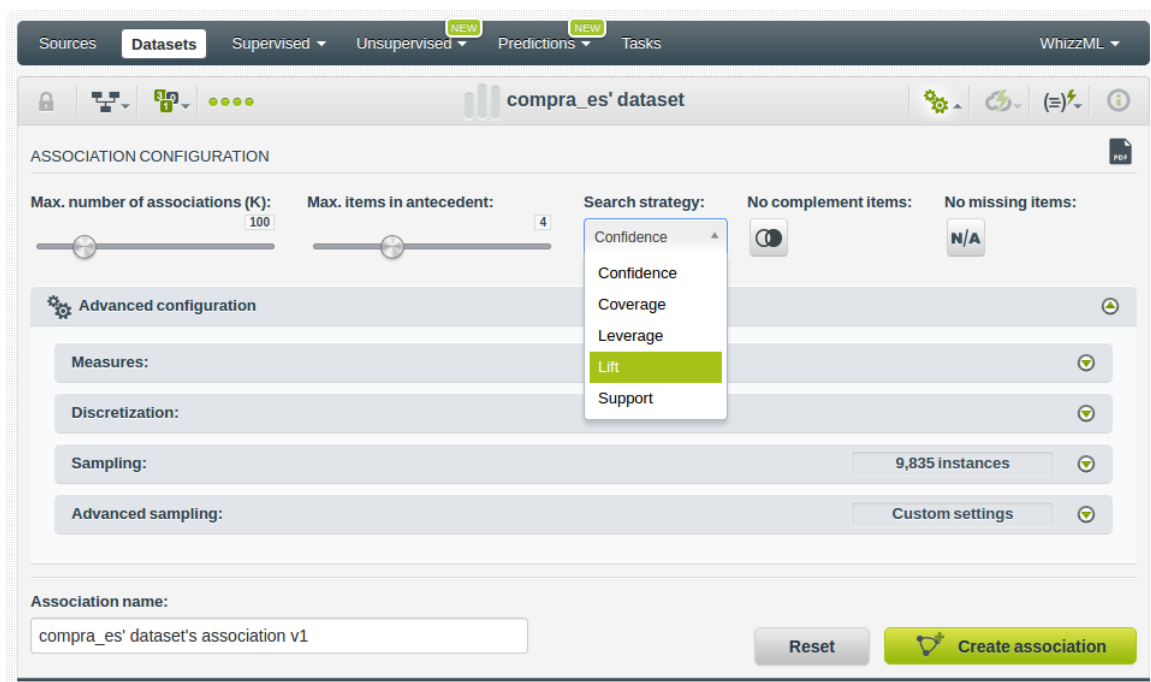 NEW NEW
Sources Datasets Supervised Unsupervised Predictions Tasks WhizzML
compra_es' dataset
ASSOCIATION CONFIGURATION PDF
Max. number of associations (K): Max. items in antecedent: Search strategy: No complement items: No missing items:
100 4
Confidence N/A
Confidence
Coverage
Leverage
Lift
Support
Advanced configuration
Measures:
Discretization:
Sampling: 9,835 instances
Advanced sampling: Custom settings
Association name:
compra_es' dataset's association v1
Reset Create association